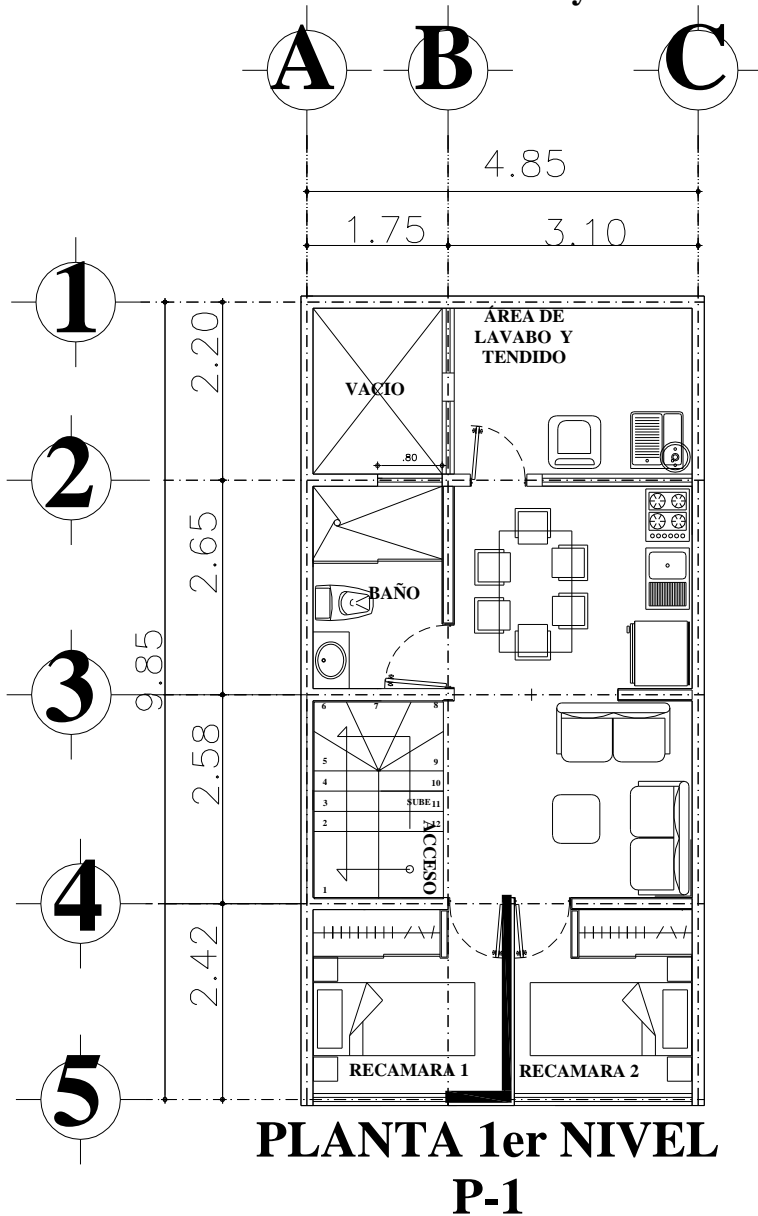 y
A B C
4.85
1.75 3.10
1
2.20
ÁREA DE
LAVABO Y
TENDIDO
VACIO
.80
2
2.65
BAÑO
9.85
3
6 7 8
2.58
5 9
4 10
3 SUBE 11
2 12
ACCESO
1
4
2.42
RECAMARA 1 RECAMARA 2
5
PLANTA 1er NIVEL
P-1